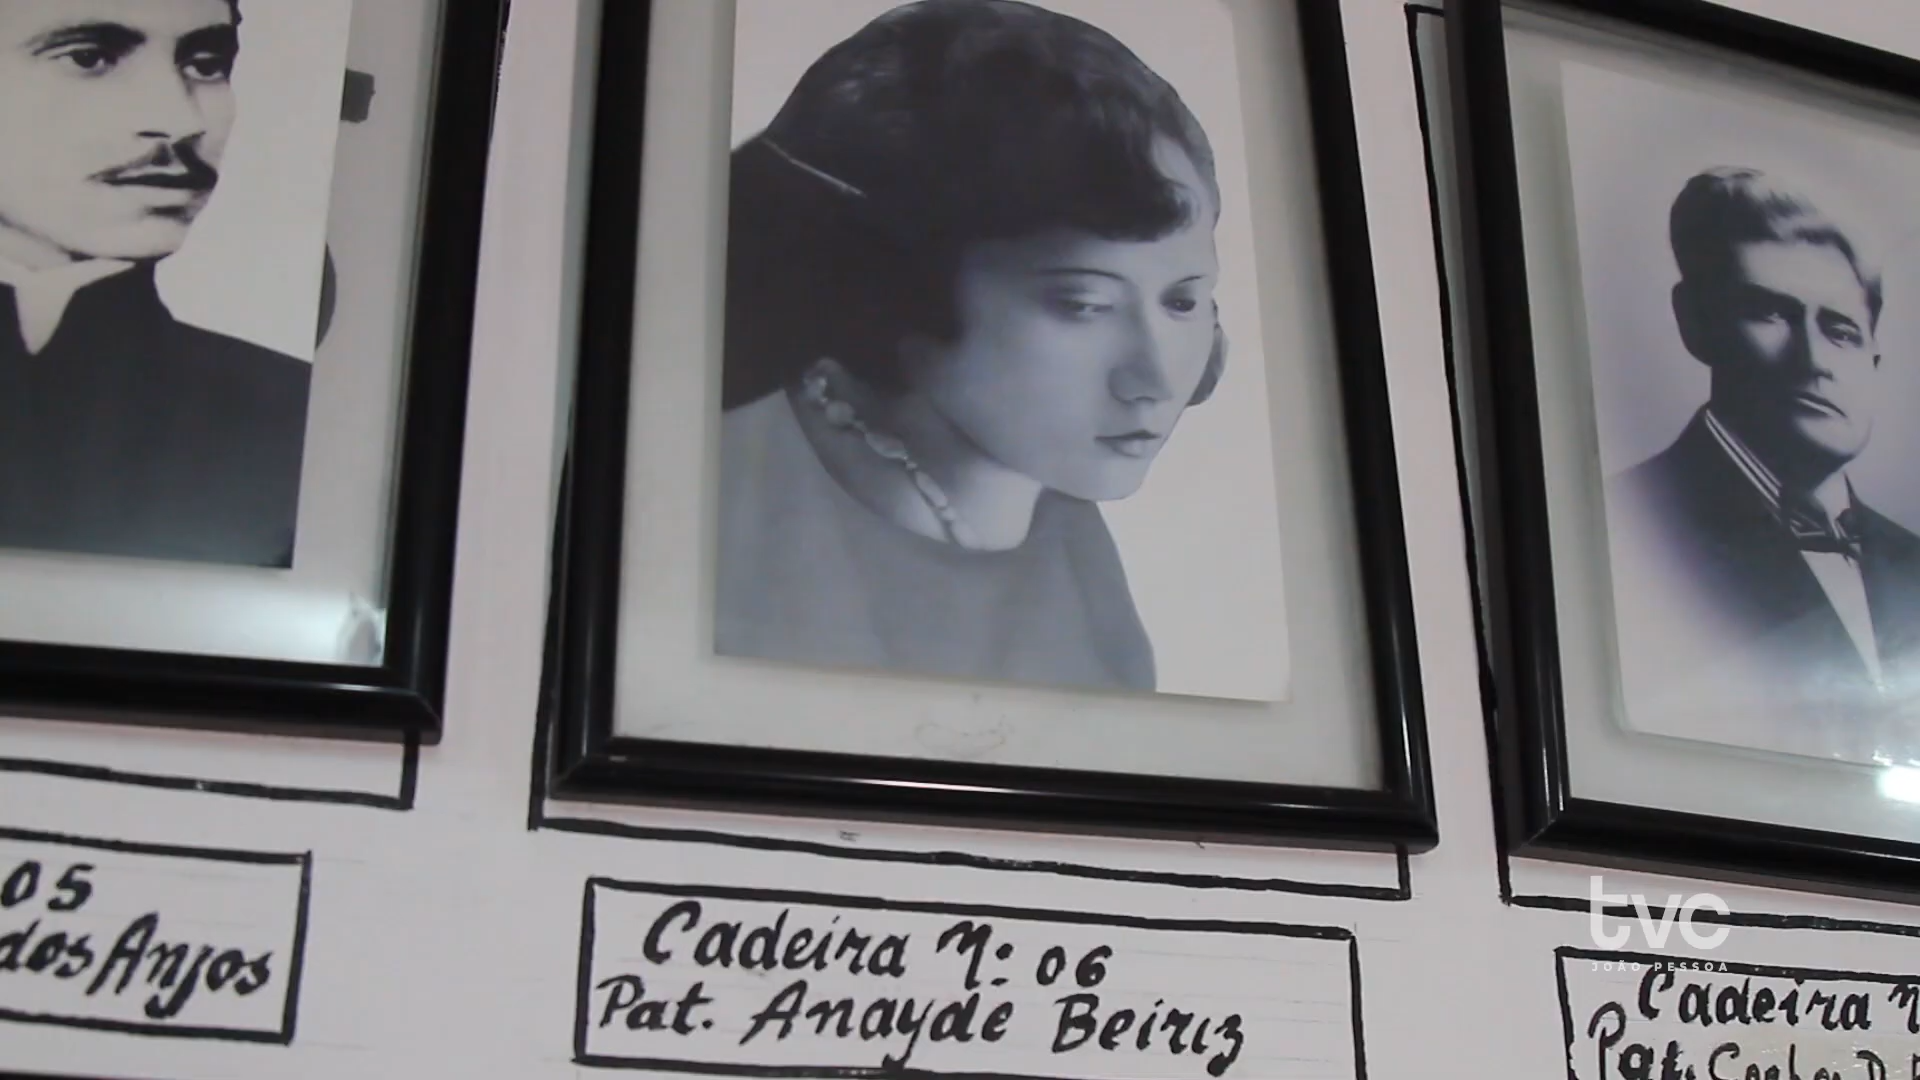 05
dos Anjos
Cadeira N: 06
Pat. Anayde Beiriz
Cadeira N
Pat.
tvc
JOÃO PESSOA